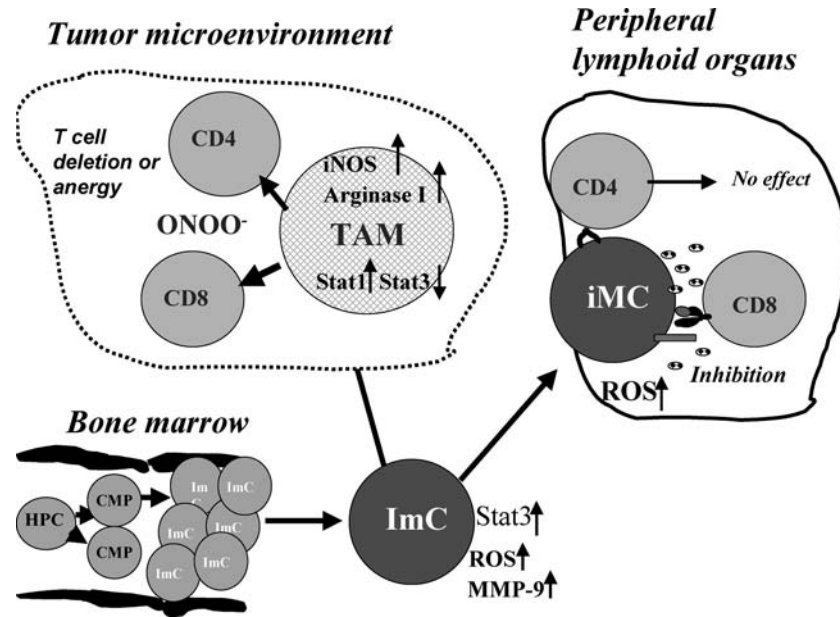 Tumor microenvironment
T cell
deletion or
anergy
CD4
ONOO-
CD8
iNOS
Arginase I
TAM
Stat1 Stat3
Peripheral
lymphoid organs
CD4
No effect
iMC
CD8
ROS
Inhibition
Bone marrow
HPC
CMP
CMP
Im
C
ImC
ImC
ImC
ImC
ImC
ImC
Stat3
ROS
MMP-9